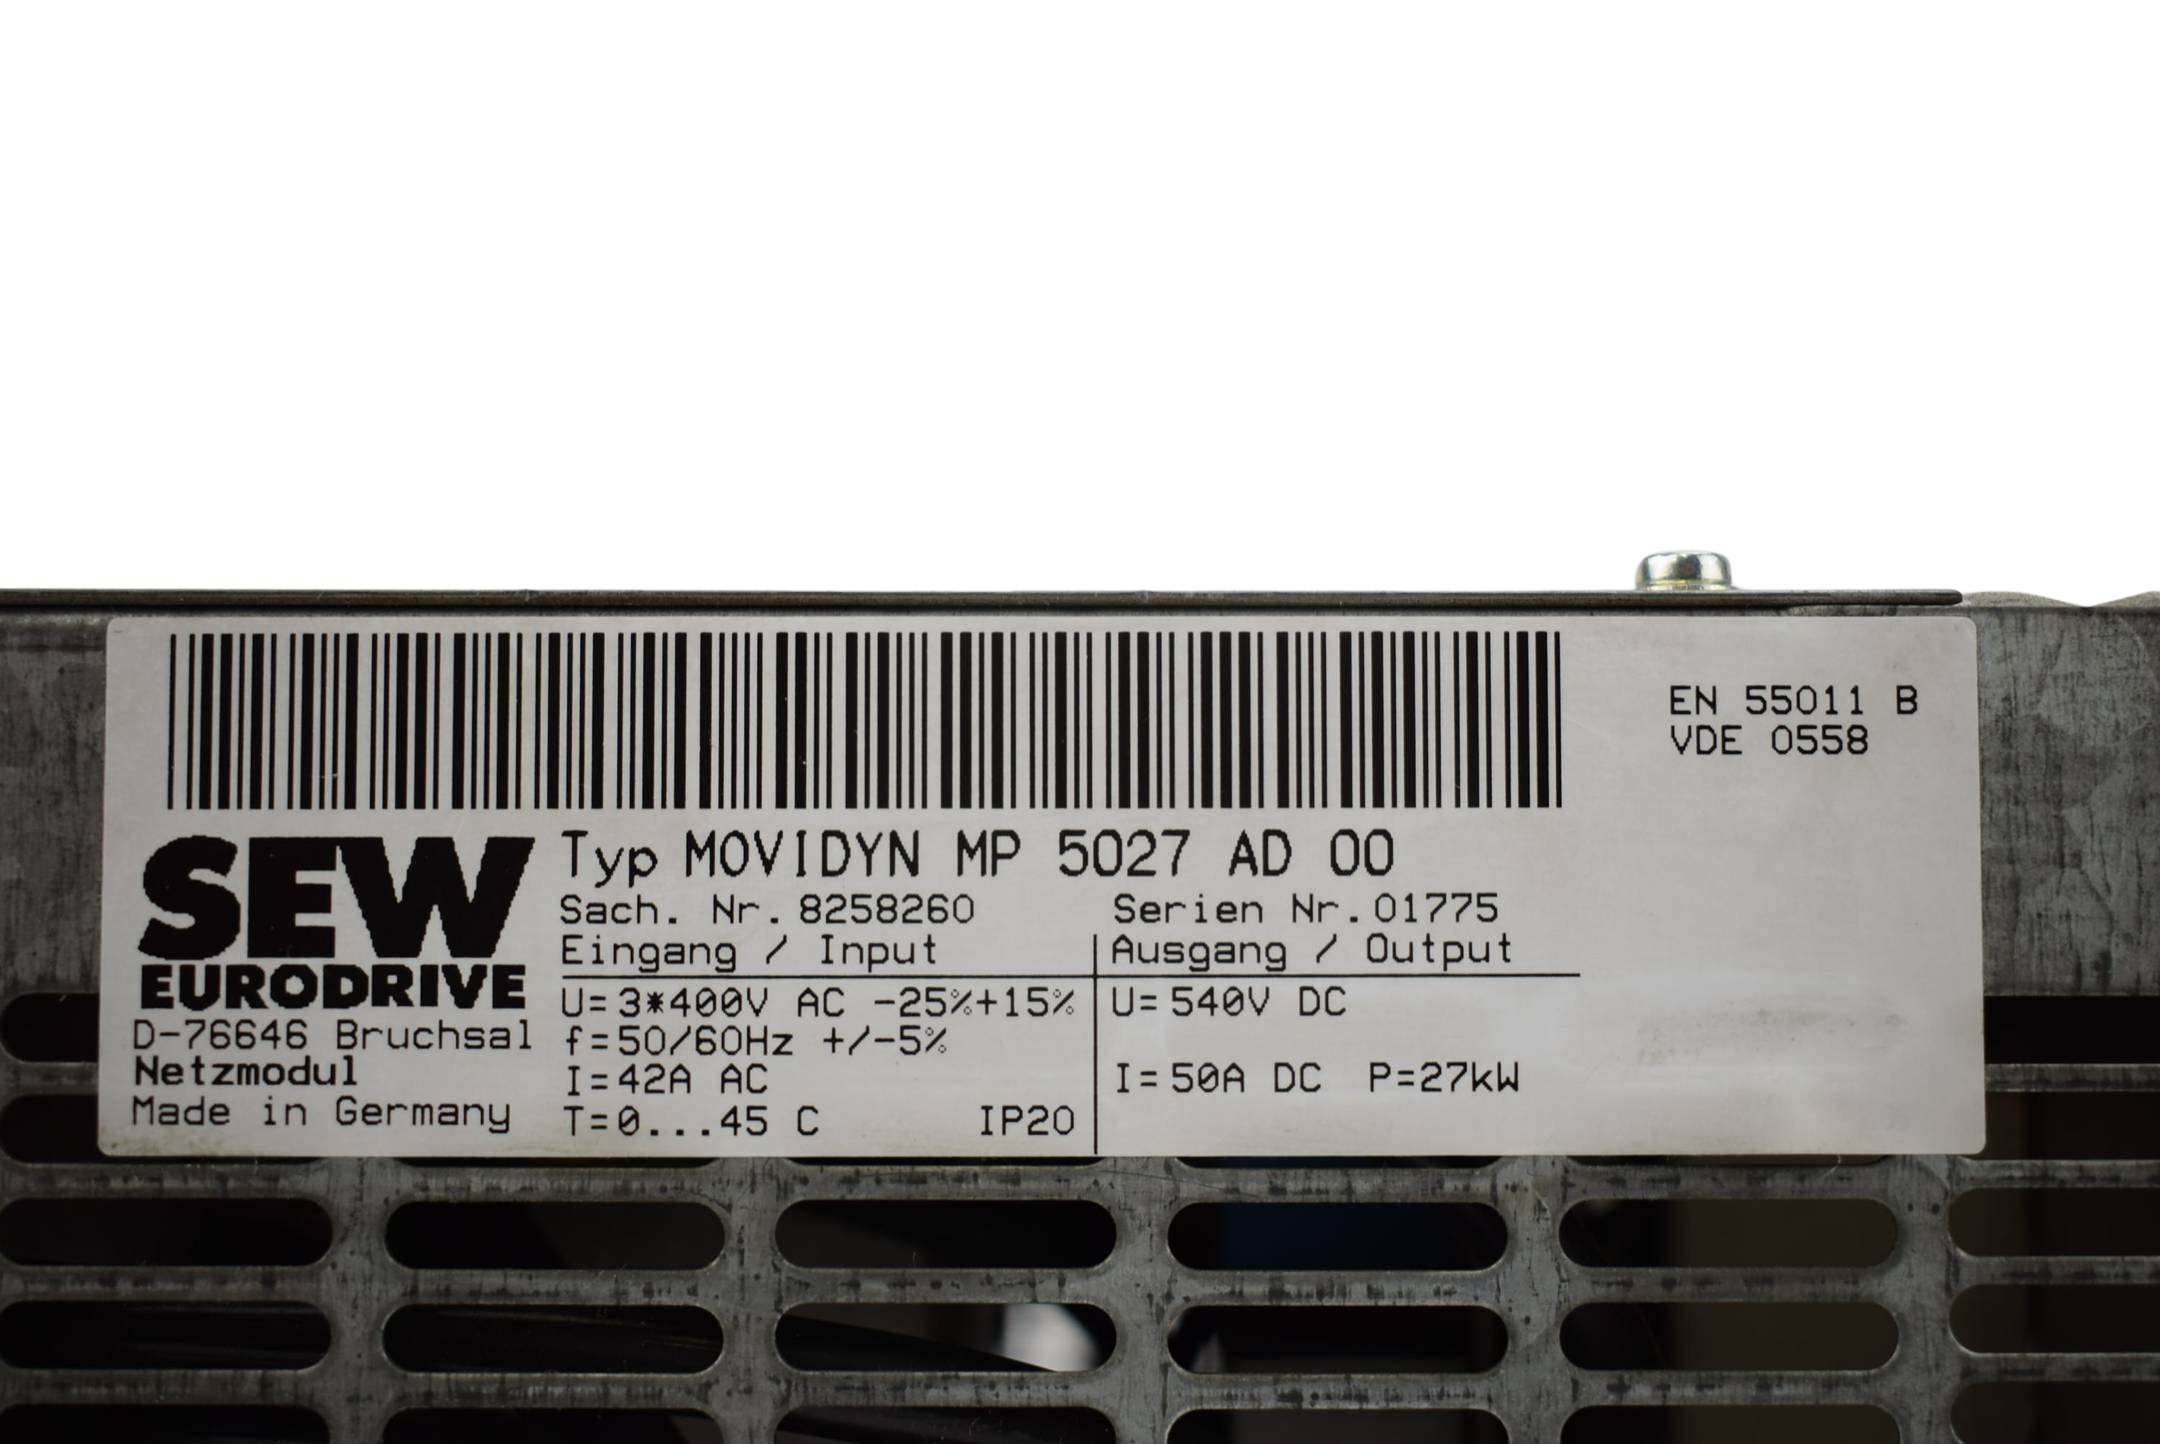 EN 55011 B
VDE 0558
SEW
EURODRIVE
D-76646 Bruchsal
Netzmodul
Made in Germany
Typ MOVIDYN MP 5027 AD 00
Sach. Nr. 8258260 Serien Nr. 01775
Eingang / Input Ausgang / Output
U= 3*400V AC -25%+15% U= 540V DC
f=50/60Hz +/-5%
I=42A AC I= 50A DC P=27kW
T=0...45 C IP20